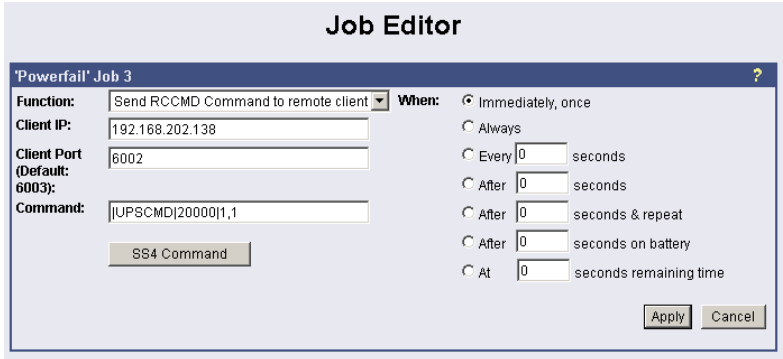 Job Editor
'Powerfail' Job 3 ?
Function: Send RCCMD Command to remote client When: Immediately, once
Client IP: 192.168.202.138 Always
Client Port (Default: 6003): 6002 Every 0 seconds
After 0 seconds
Command: |UPSCMD|20000|1,1 After 0 seconds & repeat
SS4 Command After 0 seconds on battery
At 0 seconds remaining time
Apply Cancel